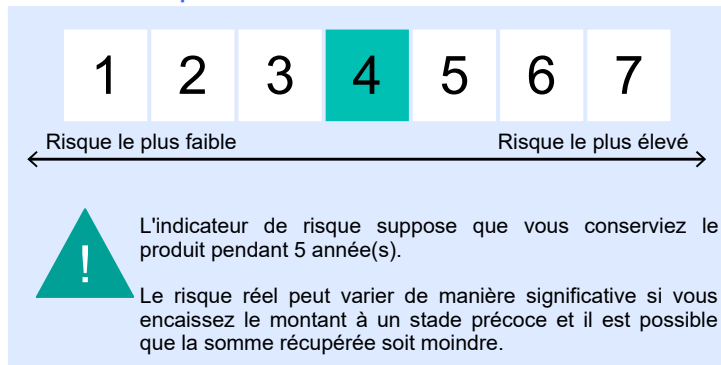 1 2 3 4 5 6 7
Risque le plus faible Risque le plus élevé
!
L'indicateur de risque suppose que vous conserviez le
produit pendant 5 année(s).
Le risque réel peut varier de manière significative si vous
encaissez le montant à un stade précoce et il est possible
que la somme récupérée soit moindre.